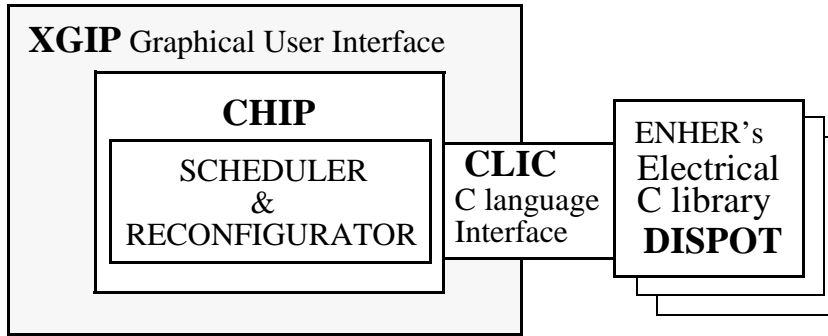 XGIP Graphical User Interface
CHIP
SCHEDULER
&
RECONFIGURATOR
CLIC
C language
Interface
ENHER's
Electrical
C library
DISPOT